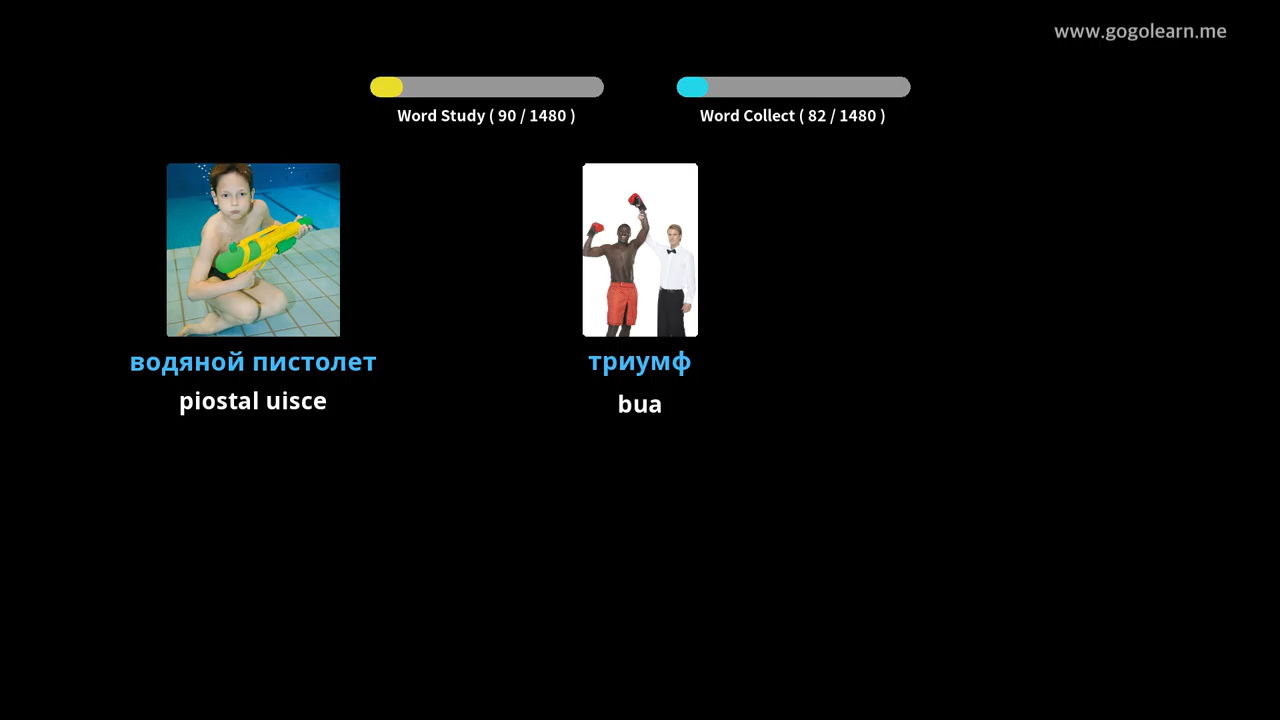 www.gogolearn.me
Word Study ( 90 / 1480 )
Word Collect ( 82 / 1480 )
водяной пистолет
piostal uisce
триумф
bua